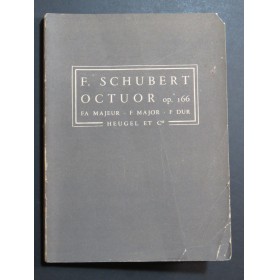 F. SCHUBERT
OCTUOR op. 166
FA MAJEUR - F MAJOR - F DUR
HEUGEL ET Cie